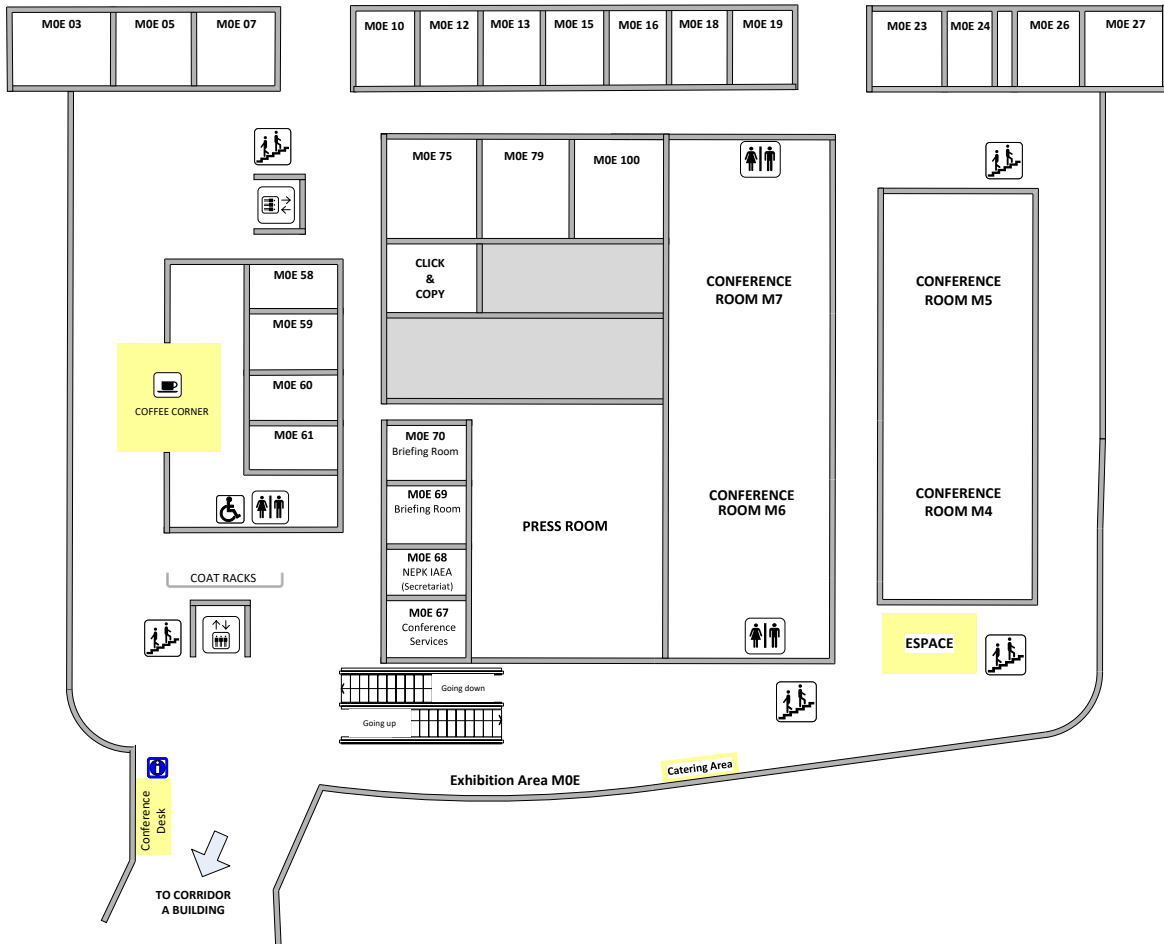 M0E 03
M0E 05
M0E 07
M0E 10
M0E 12
M0E 13
M0E 15
M0E 16
M0E 18
M0E 19
M0E 23
M0E 24
M0E 26
M0E 27
M0E 75
M0E 79
M0E 100
CLICK
&
COPY
CONFERENCE
ROOM M7
CONFERENCE
ROOM M5
M0E 58
M0E 59
M0E 60
M0E 61
COFFEE CORNER
M0E 70
Briefing Room
M0E 69
Briefing Room
M0E 68
NEPK IAEA
(Secretariat)
M0E 67
Conference
Services
PRESS ROOM
CONFERENCE
ROOM M6
CONFERENCE
ROOM M4
COAT RACKS
ESPACE
Going down
Going up
Exhibition Area M0E
Catering Area
Conference
Desk
TO CORRIDOR
A BUILDING